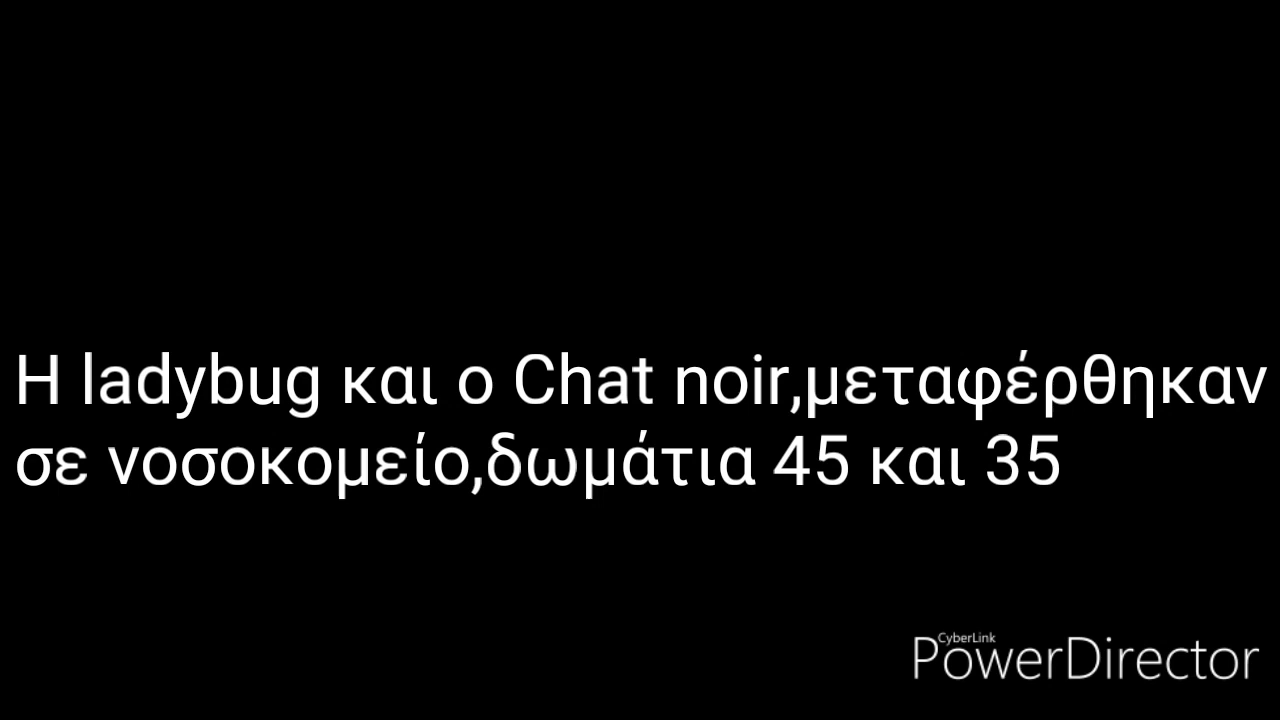 Η ladybug και ο Chat noir,μεταφέρθηκαν
σε νοσοκομείο,δωμάτια 45 και 35
CyberLink
PowerDirector